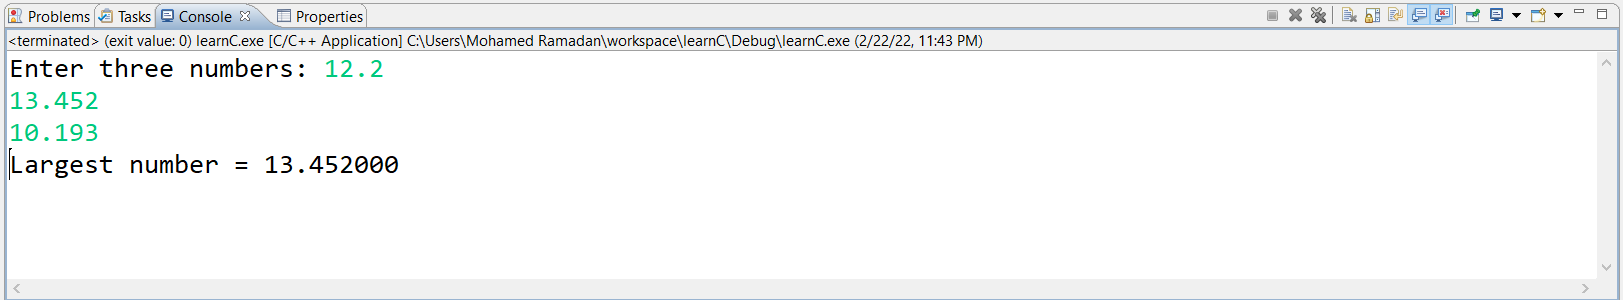 Problems Tasks Console Properties
<terminated> (exit value: 0) learnC.exe [C/C++ Application] C:\Users\Mohamed Ramadan\workspace\learnC\Debug\learnC.exe (2/22/22, 11:43 PM)
Enter three numbers: 12.2
13.452
10.193
Largest number = 13.452000